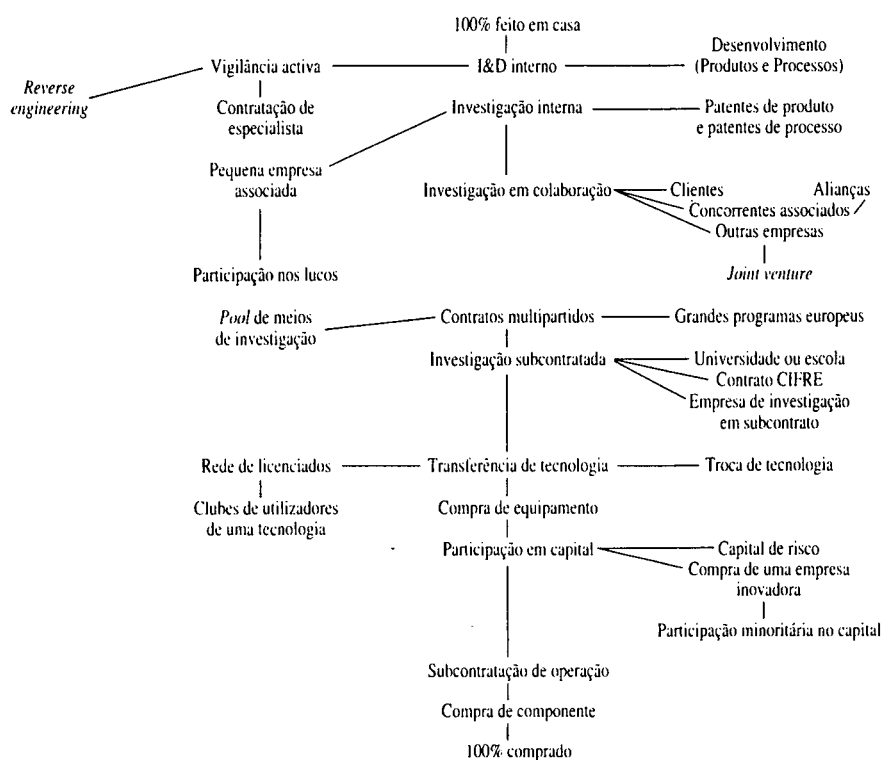 100% feito em casa
Vigilância activa
I&D interno
Desenvolvimento
(Produtos e Processos)
Reverse
engineering
Contratação de
especialista
Investigação interna
Patentes de produto
e patentes de processo
Pequena empresa
associada
Investigação em colaboração
Clientes
Alianças
Concorrentes associados
Outras empresas
Participação nos lucos
Joint venture
Pool de meios
de investigação
Contratos multipartidos
Grandes programas europeus
Investigação subcontratada
Universidade ou escola
Contrato CIFRE
Empresa de investigação
em subcontrato
Rede de licenciados
Transferência de tecnologia
Troca de tecnologia
Clubes de utilizadores
de uma tecnologia
Compra de equipamento
Participação em capital
Capital de risco
Compra de uma empresa
inovadora
Participação minoritária no capital
Subcontratação de operação
Compra de componente
100% comprado